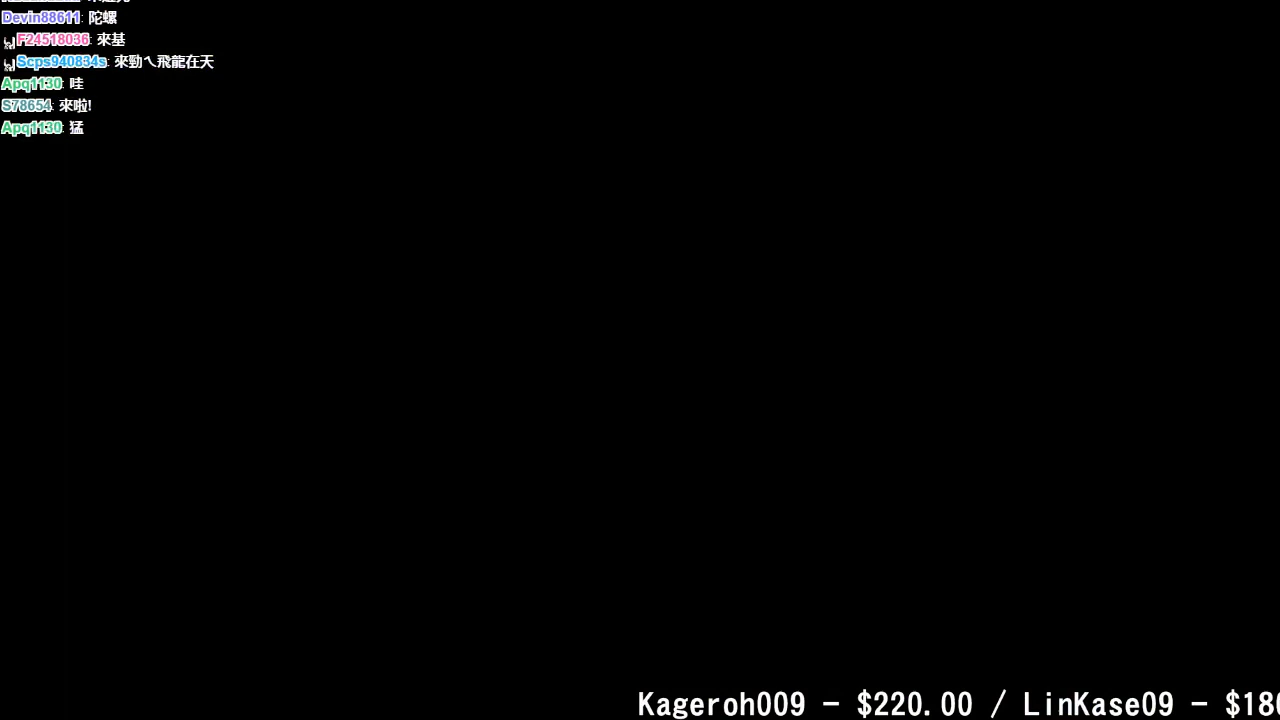 Devin88611: 陀螺
F24518036: 來基
Scps940834s: 來勁ㄟ飛龍在天
Apq1130: 哇
S78654: 來啦!
Apq1130: 猛
Kageroh009 - $220.00 / LinKase09 - $18